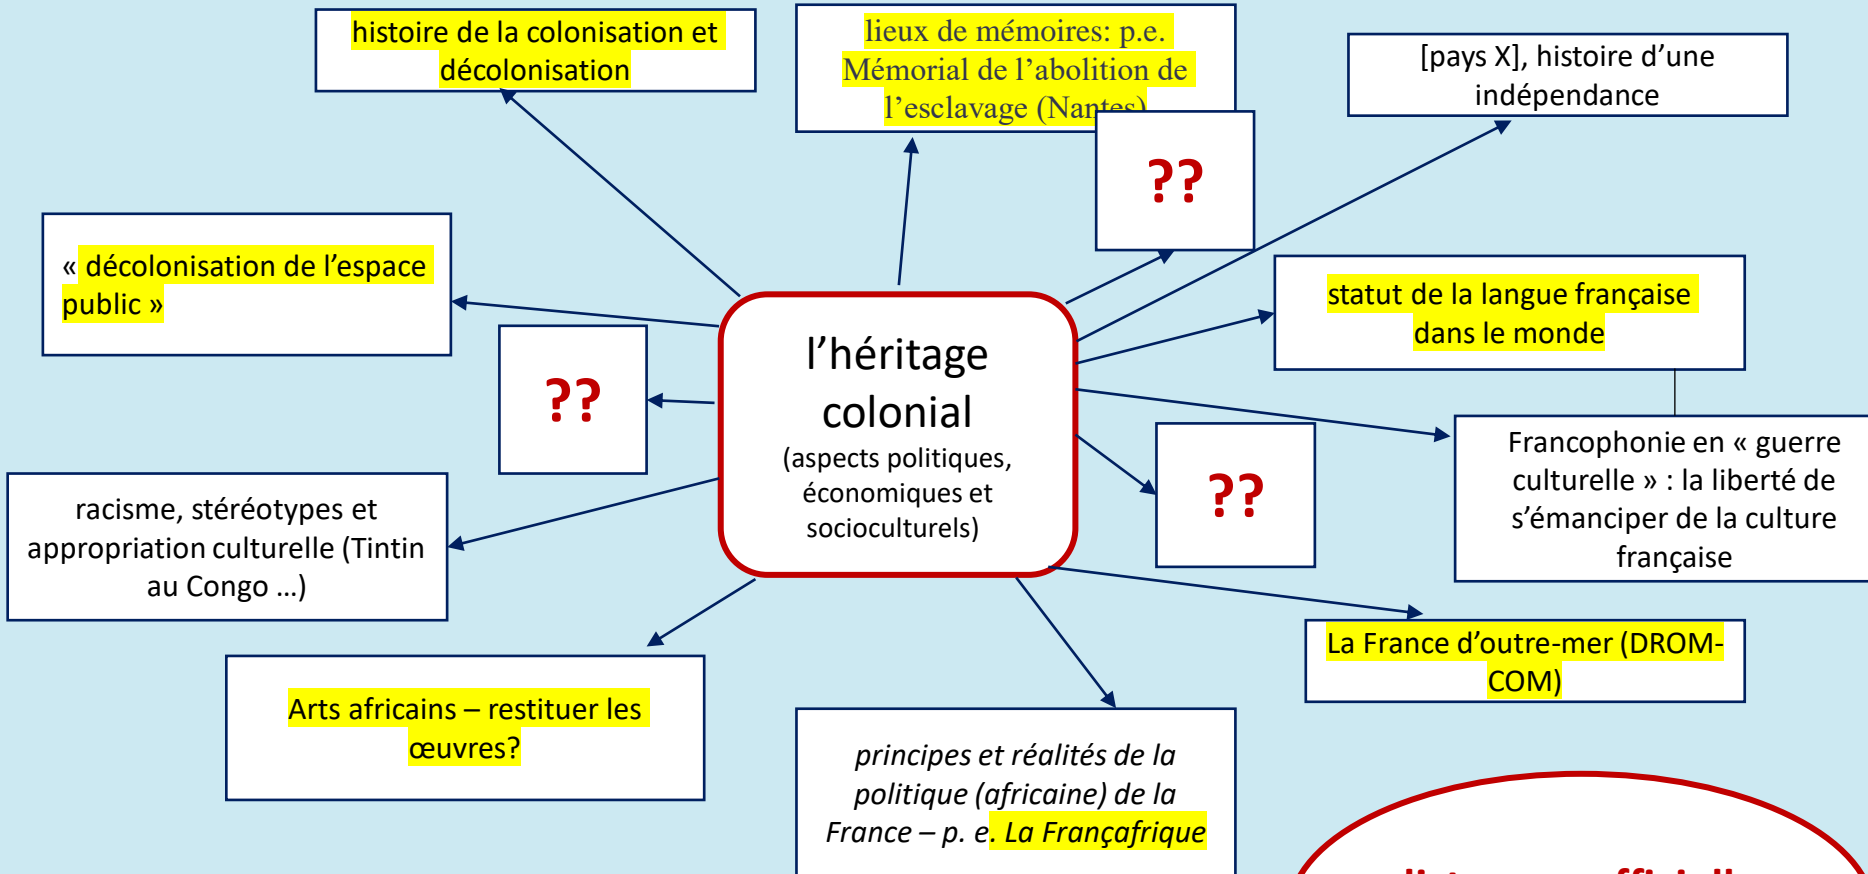 histoire de la colonisation et
décolonisation
lieux de mémoires: p.e.
Mémorial de l’abolition de
l’esclavage (Nantes)
[pays X], histoire d’une
indépendance
??
« décolonisation de l’espace
public »
statut de la langue française
dans le monde
??
l’héritage
colonial
(aspects politiques,
économiques et
socioculturels)
??
Francophonie en « guerre
culturelle » : la liberté de
s’émanciper de la culture
française
racisme, stéréotypes et
appropriation culturelle (Tintin
au Congo …)
La France d’outre-mer (DROM-
COM)
Arts africains – restituer les
œuvres?
principes et réalités de la
politique (africaine) de la
France – p. e. La Françafrique